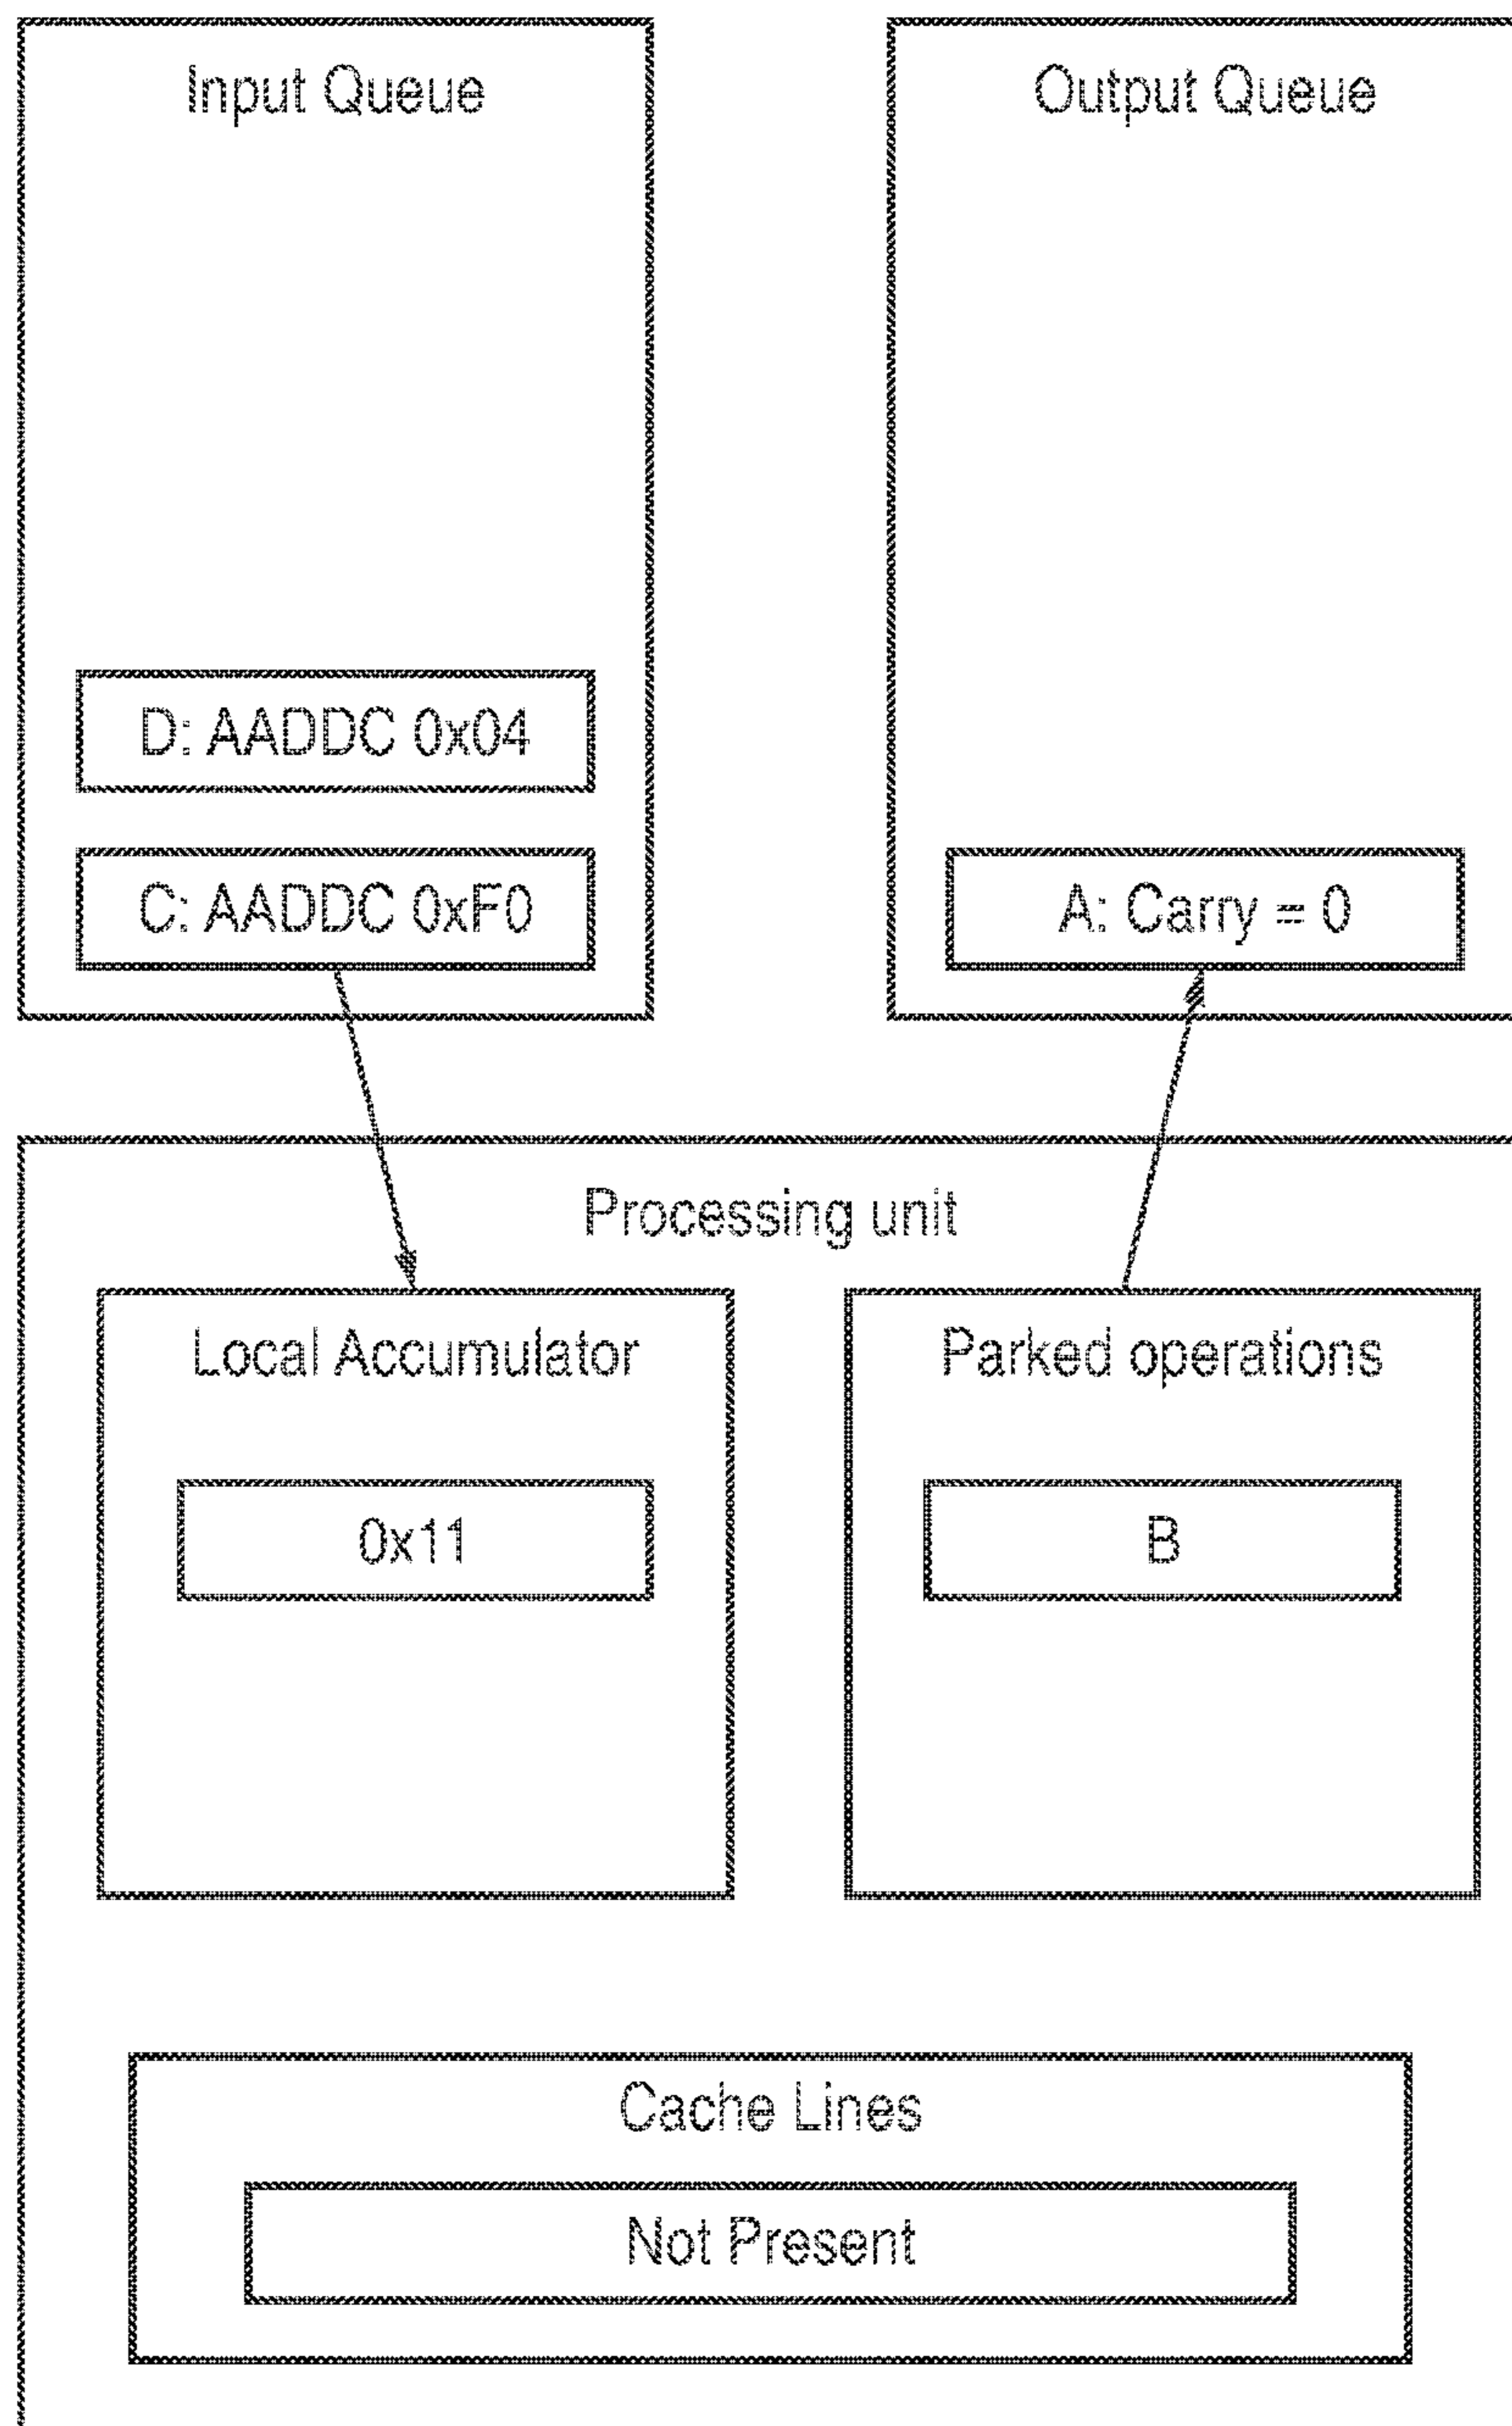 Input Queue
Output Queue
D: AADDC 0x04
C: AADDC 0xF0
A: Carry = 0
Processing unit
Local Accumulator
Parked operations
0x11
B
Cache Lines
Not Present